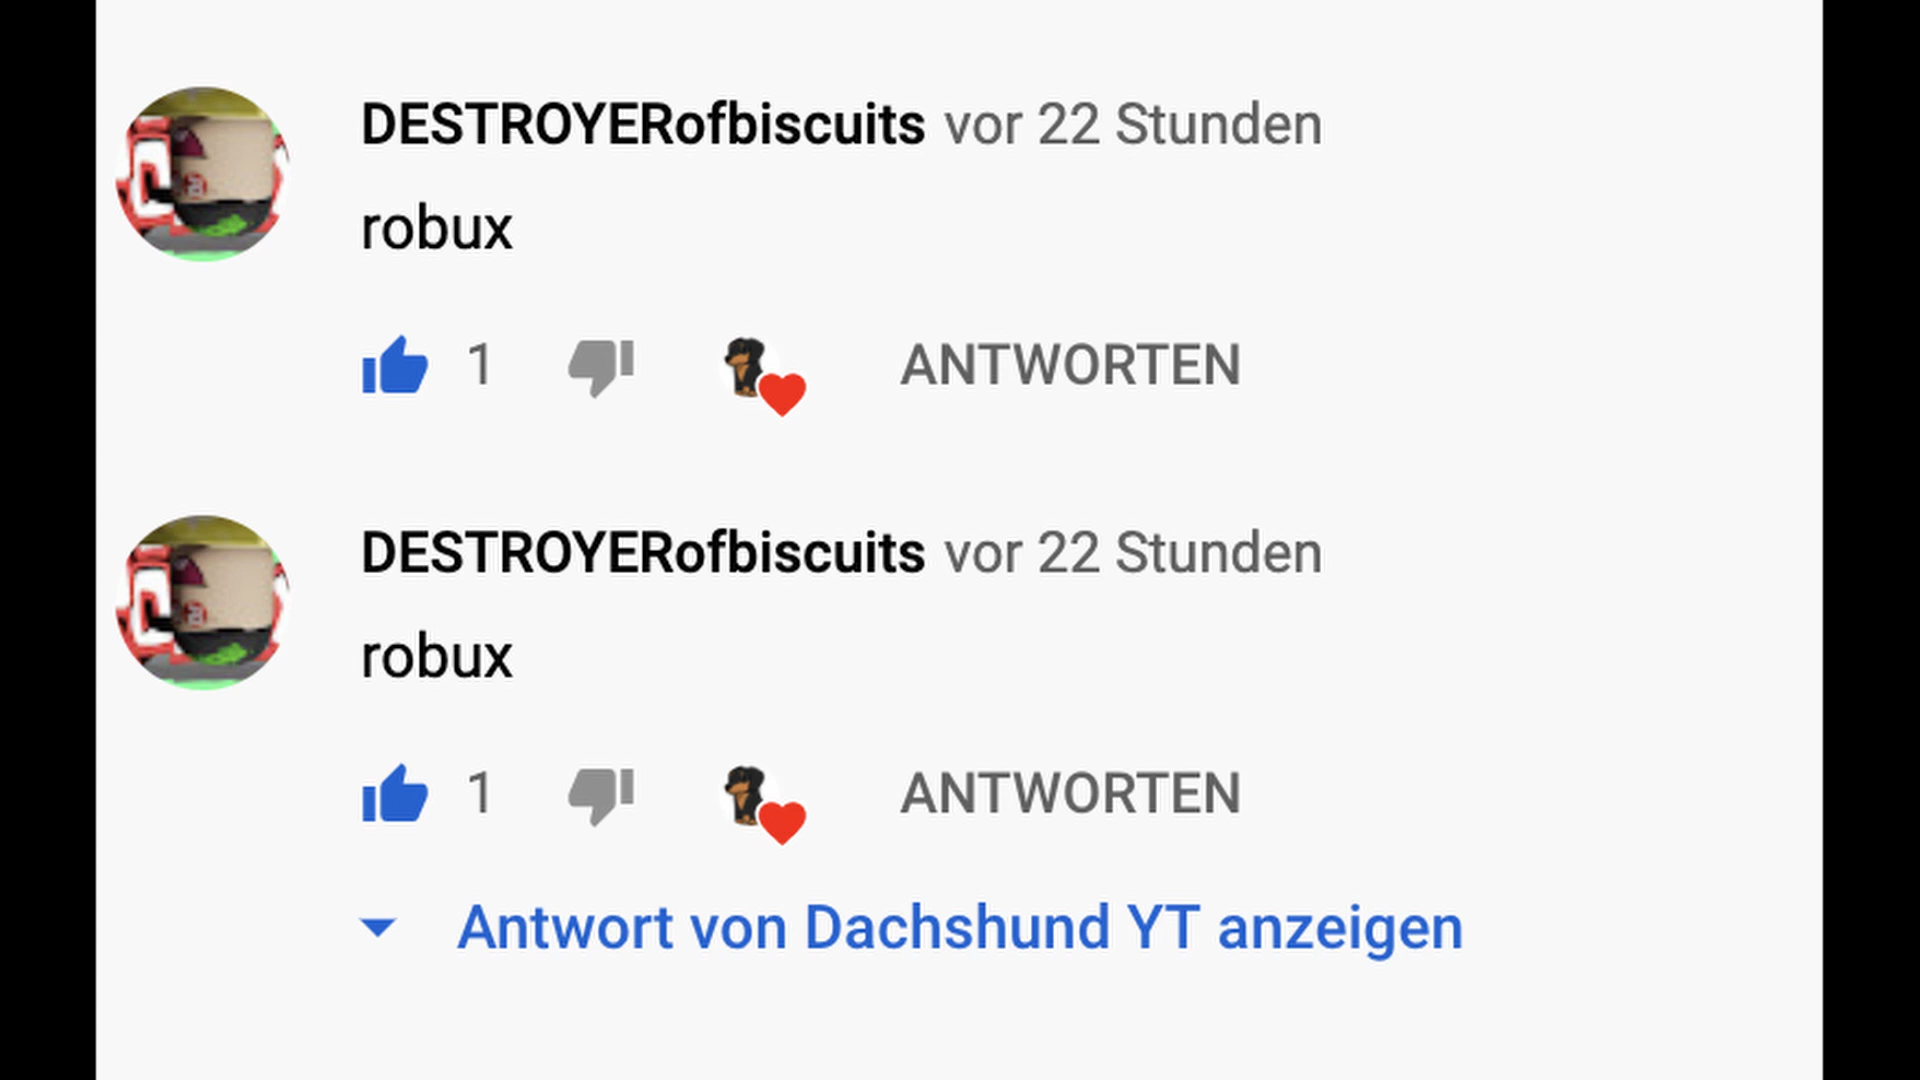 DESTROYERofbiscuits vor 22 Stunden
robux
1 ANTWORTEN
DESTROYERofbiscuits vor 22 Stunden
robux
1 ANTWORTEN
Antwort von Dachshund YT anzeigen